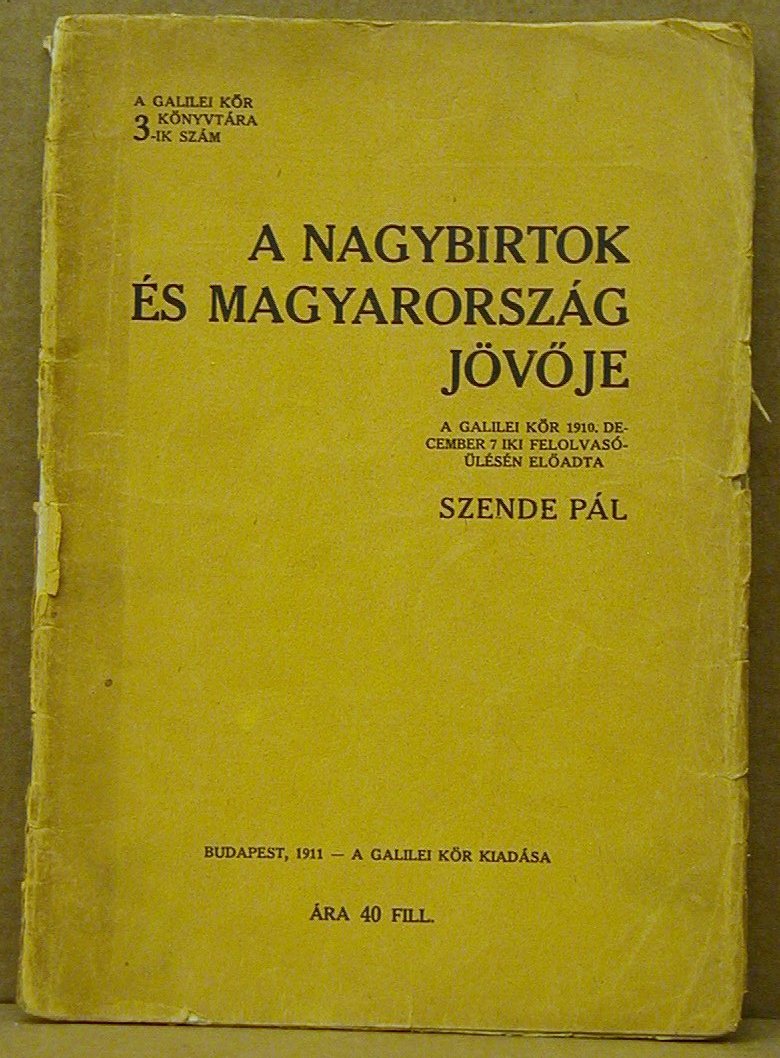 A GALILEI KÖR
KÖNYVTÁRA
3-IK SZÁM
A NAGYBIRTOK
ÉS MAGYARORSZÁG
JÖVŐJE
A GALILEI KÖR 1910. DE-
CEMBER 7 IKI FELOLVASÓ-
ÜLÉSÉN ELŐADTA
SZENDE PÁL
BUDAPEST, 1911 — A GALILEI KÖR KIADÁSA
ÁRA 40 FILL.